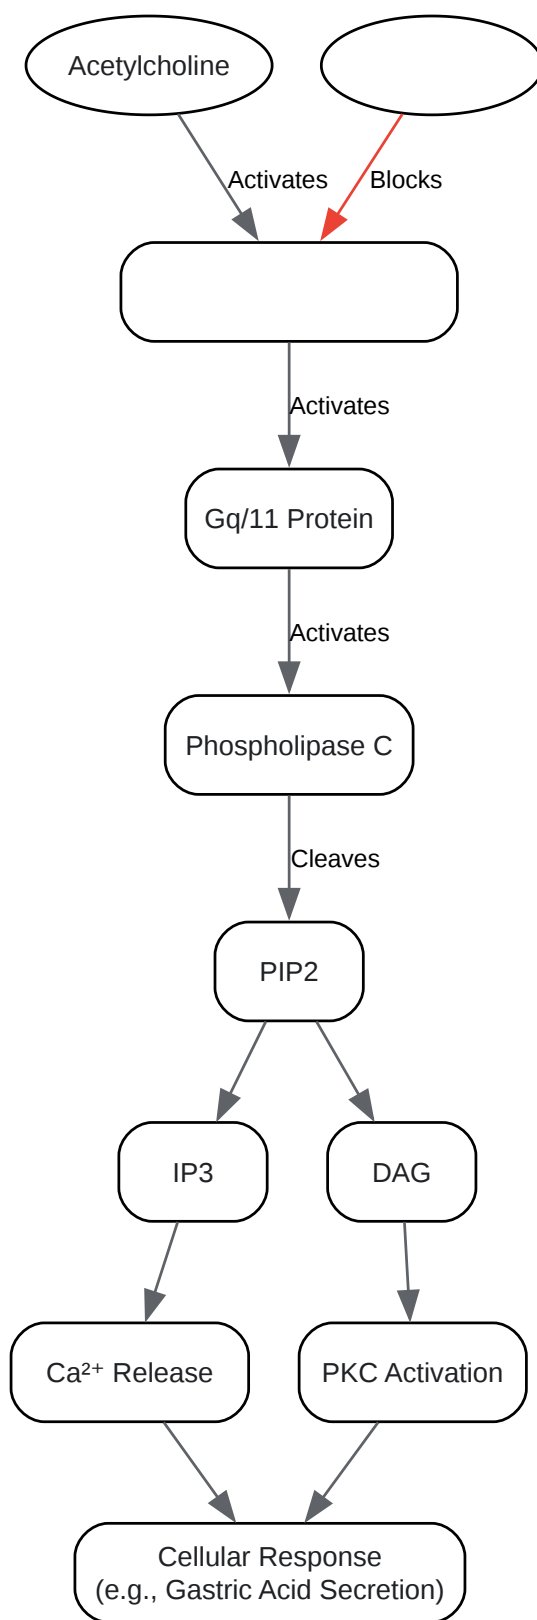 Acetylcholine
Activates
Blocks
Activates
Gq/11 Protein
Activates
Phospholipase C
Cleaves
PIP2
IP3
DAG
Ca²⁺ Release
PKC Activation
Cellular Response
(e.g., Gastric Acid Secretion)